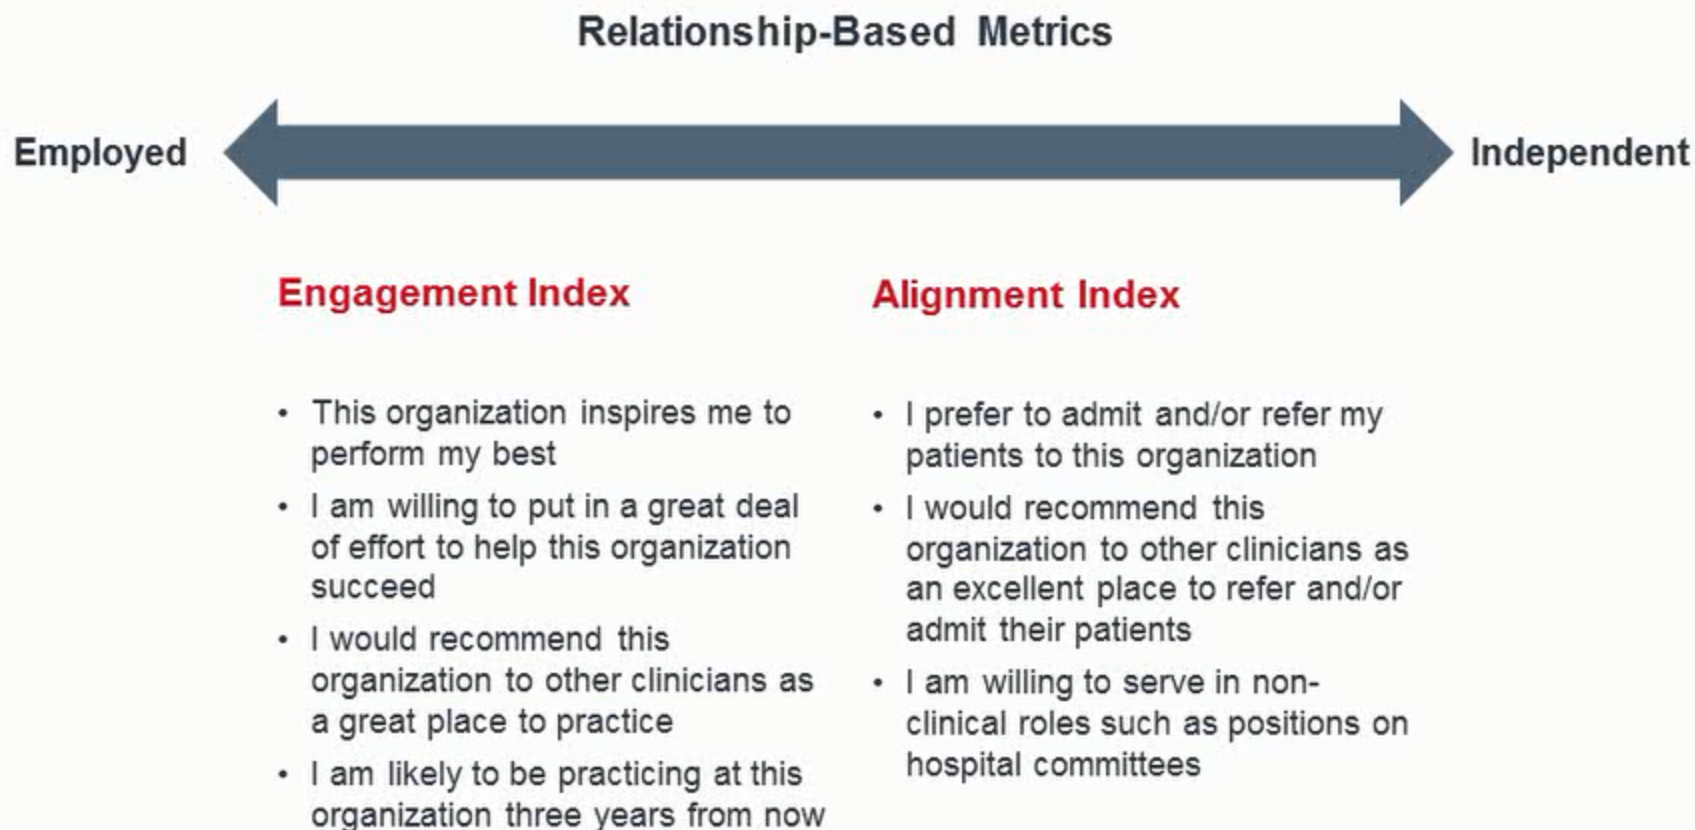 Relationship-Based Metrics
Employed
Independent
Engagement Index
• This organization inspires me to
perform my best
• I am willing to put in a great deal
of effort to help this organization
succeed
• I would recommend this
organization to other clinicians as
a great place to practice
• I am likely to be practicing at this
organization three years from now
Alignment Index
• I prefer to admit and/or refer my
patients to this organization
• I would recommend this
organization to other clinicians as
an excellent place to refer and/or
admit their patients
• I am willing to serve in non-
clinical roles such as positions on
hospital committees